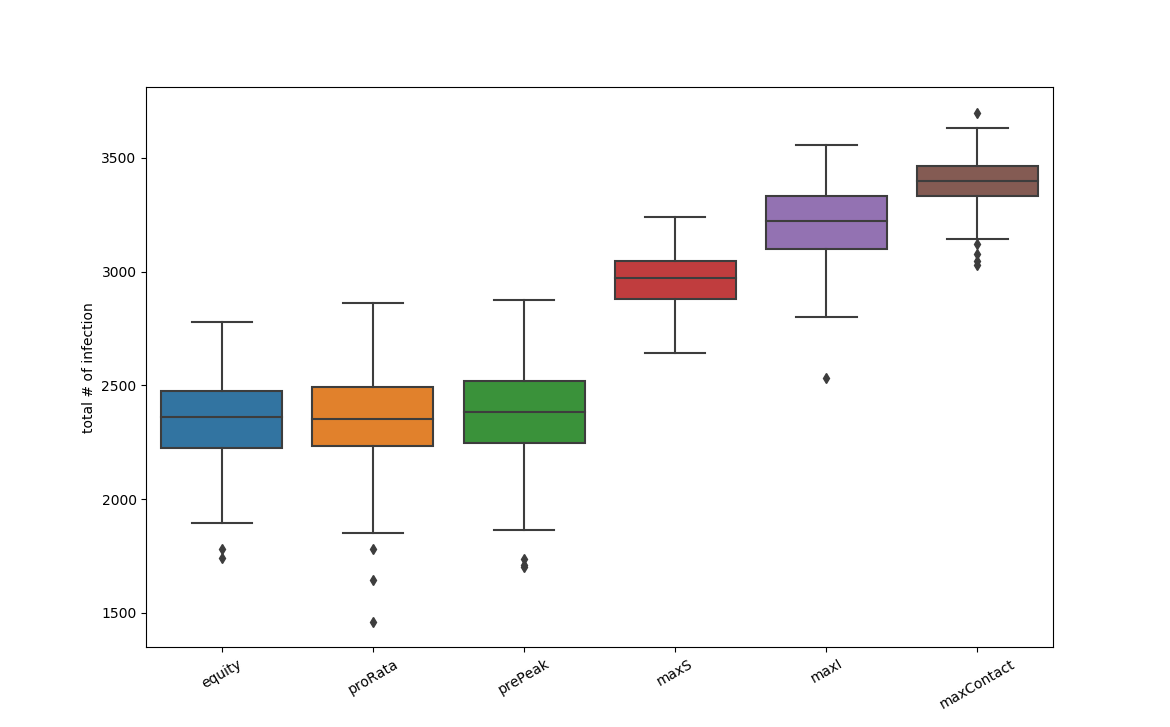 total # of infection
3500
3000
2500
2000
1500
equity
proRata
prePeak
maxS
maxI
maxContact